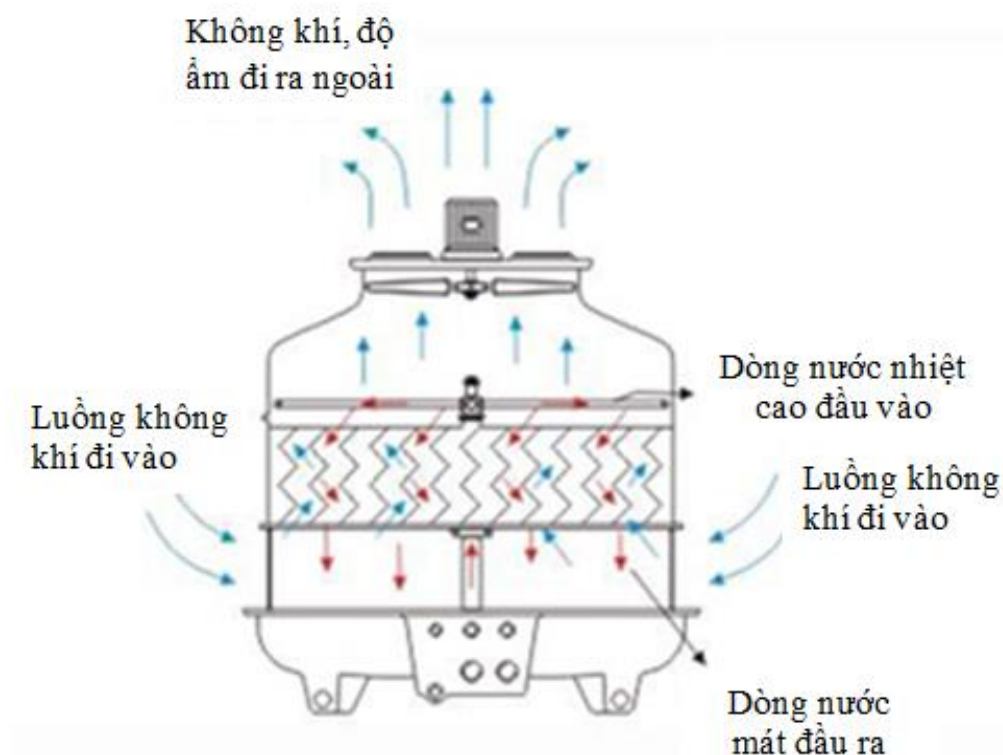 Không khí, độ
ẩm đi ra ngoài
Dòng nước nhiệt
cao đầu vào
Luồng không
khí đi vào
Luồng không
khí đi vào
Dòng nước
mát đầu ra